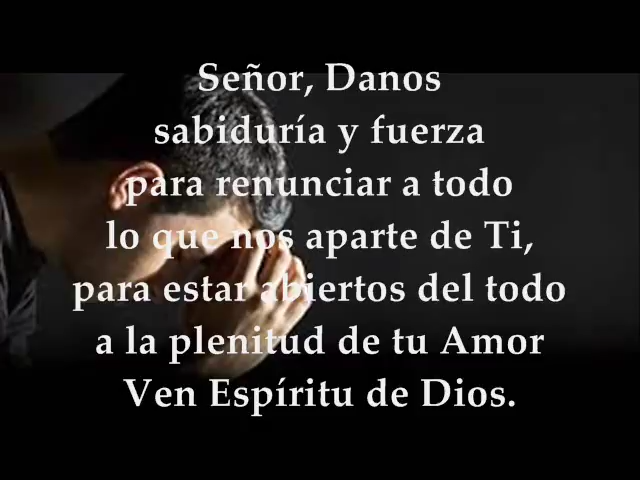 Señor, Danos
sabiduría y fuerza
para renunciar a todo
lo que nos aparte de Ti,
para estar abiertos del todo
a la plenitud de tu Amor
Ven Espíritu de Dios.